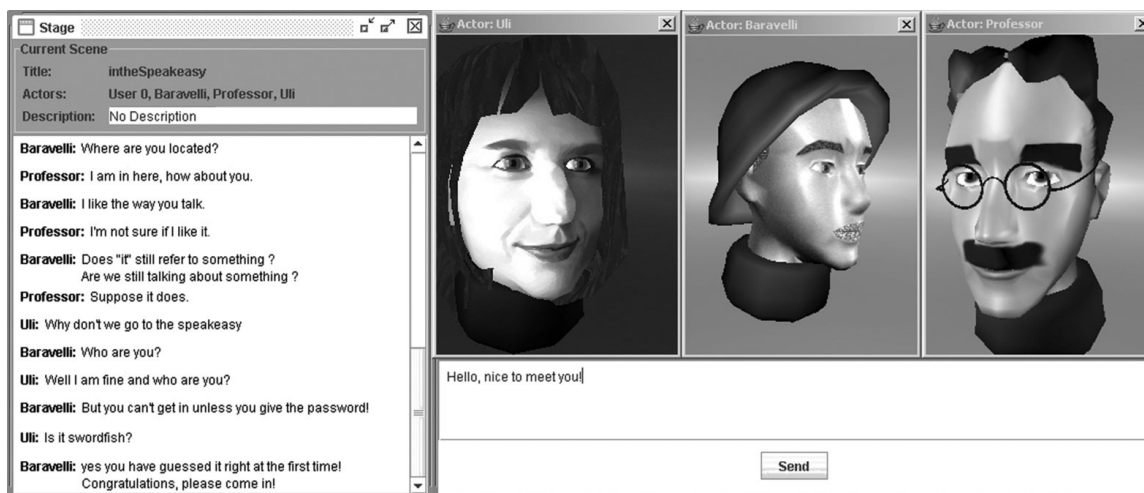 Stage
Current Scene
Title: intheSpeakeasy
Actors: User 0, Baravelli, Professor, Uli
Description: No Description
Baravelli: Where are you located?
Professor: I am in here, how about you.
Baravelli: I like the way you talk.
Professor: I'm not sure if I like it.
Baravelli: Does "it" still refer to something ?
Are we still talking about something ?
Professor: Suppose it does.
Uli: Why don't we go to the speakeasy
Baravelli: Who are you?
Uli: Well I am fine and who are you?
Baravelli: But you can't get in unless you give the password!
Uli: Is it swordfish?
Baravelli: yes you have guessed it right at the first time!
Congratulations, please come in!
Actor: Uli
Actor: Baravelli
Actor: Professor
Hello, nice to meet you!
Send